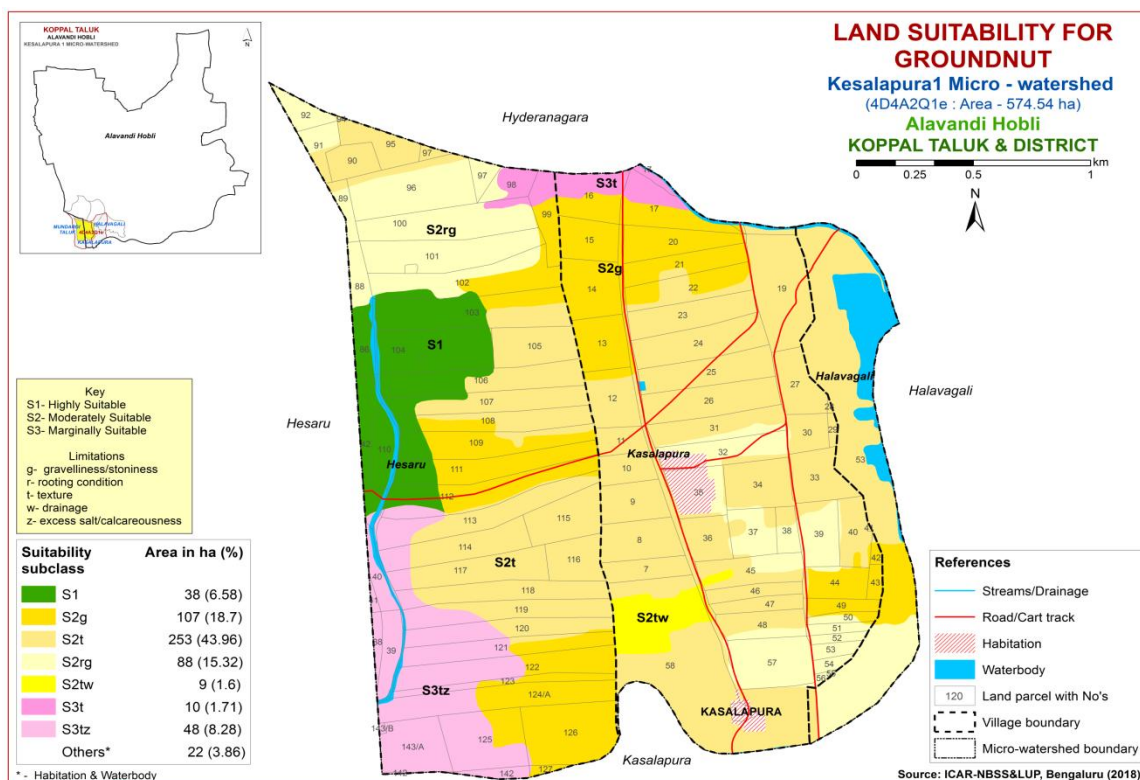 KOPPAL TALUK
ALAVANDI HOBLI
KESALAPURA 1 MICRO-WATERSHED
N
Alavandi Hobli
HALAVAGALI
MUNDARGI
TALUK
4D4A2Q1e
KASALAPURA
LAND SUITABILITY FOR
GROUNDNUT
Kesalapura1 Micro - watershed
(4D4A2Q1e : Area - 574.54 ha)
Alavandi Hobli
KOPPAL TALUK & DISTRICT
0 0.25 0.5 1 km
N
Hyderanagara
92 94
91 90 95 97
89 96 97 98 S3t 17
16 17
100 S2rg 99
101 15 20
S2g 21
88 102 14 22 19
103 23
S1 104 105 13 24
106 25
107 12 26 27 Halavagali Halavagali
108 31 28
109 11 30 29
Hesaru
110 Hesaru 111 10 Kasalapura 32 53
112 9 35 34 33
113 115
114 8 36 37 38 39 40
117 116 S2t 7 45 42
118 46 44 43
119 S2tw 47 49
120 48 50
39 121 51
122 58 57 52
S3tz 123 53
124/A 54
55
56
KASALAPURA
143/B 125 126
143/A
142 142 127
Kasalapura
Key
S1- Highly Suitable
S2- Moderately Suitable
S3- Marginally Suitable
Limitations
g- gravelliness/stoniness
r- rooting condition
t- texture
w- drainage
z- excess salt/calcareousness
Suitability subclass Area in ha (%)
S1 38 (6.58)
S2g 107 (18.7)
S2t 253 (43.96)
S2rg 88 (15.32)
S2tw 9 (1.6)
S3t 10 (1.71)
S3tz 48 (8.28)
Others* 22 (3.86)
* - Habitation & Waterbody
References
Streams/Drainage
Road/Cart track
Habitation
Waterbody
120 Land parcel with No's
Village boundary
Micro-watershed boundary
Source: ICAR-NBSS&LUP, Bengaluru (2018)